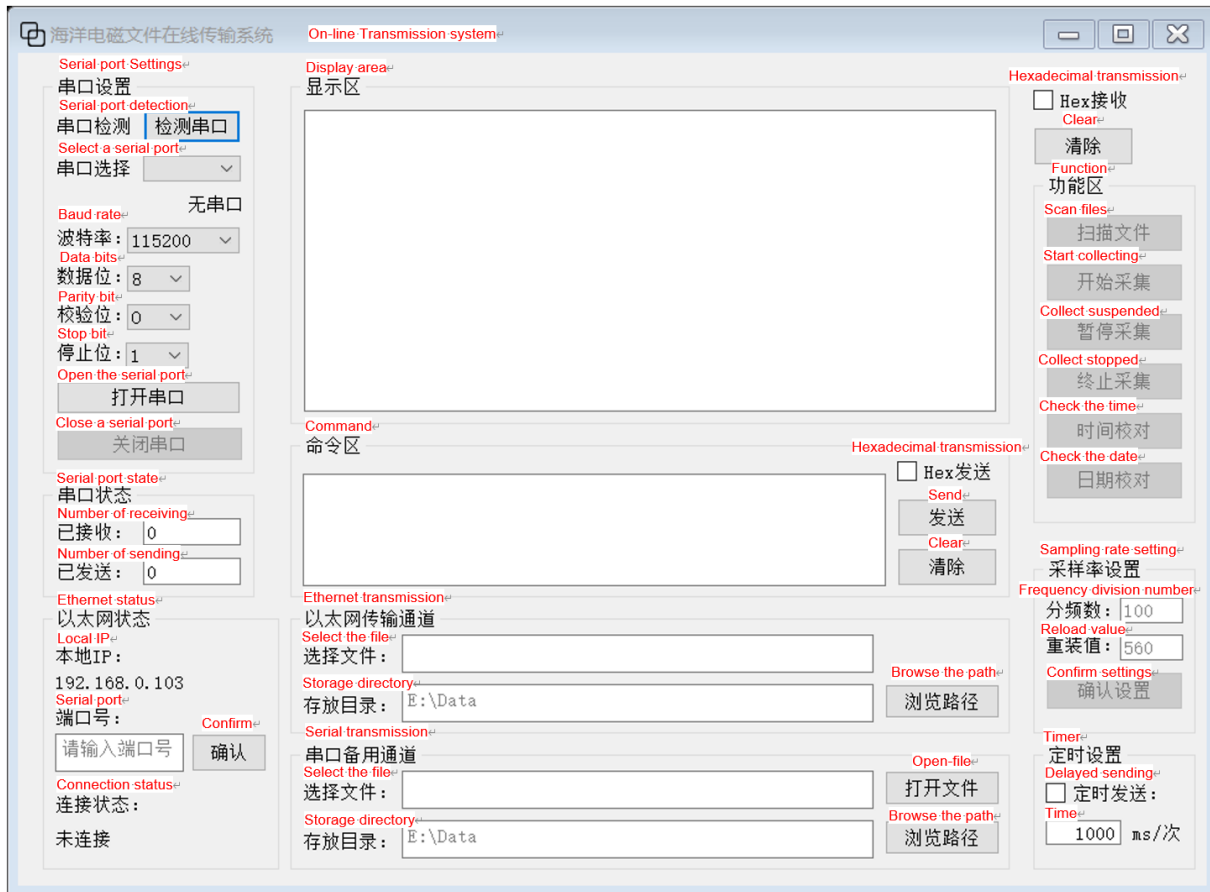 海洋电磁文件在线传输系统 On-line Transmission system
Serial port Settings
串口设置
Serial port detection
串口检测 检测串口
Select a serial port
串口选择
无串口
Baud rate
波特率: 115200
Data bits
数据位: 8
Parity bit
校验位: 0
Stop bit
停止位: 1
Open the serial port
打开串口
Close a serial port
关闭串口
Serial port state
串口状态
Number of receiving
已接收: 0
Number of sending
已发送: 0
Ethernet status
以太网状态
Local IP
本地IP:
192.168.0.103
Serial port
端口号:
Confirm
请输入端口号 确认
Connection status
连接状态:
未连接
Display area
显示区
Command
命令区
Hexadecimal transmission
Hex发送
Send
发送
Clear
清除
Ethernet transmission
以太网传输通道
Select the file
选择文件:
Storage directory
存放目录: E:\Data
Browse the path
浏览路径
Serial transmission
串口备用通道
Select the file
选择文件:
Open file
打开文件
Storage directory
存放目录: E:\Data
Browse the path
浏览路径
Hexadecimal transmission
Hex接收
Clear
清除
Function
功能区
Scan files
扫描文件
Start collecting
开始采集
Collect suspended
暂停采集
Collect stopped
终止采集
Check the time
时间校对
Check the date
日期校对
Sampling rate setting
采样率设置
Frequency division number
分频数: 100
Reload value
重装值: 560
Confirm settings
确认设置
Timer
定时设置
Delayed sending
定时发送:
Time
1000 ms/次